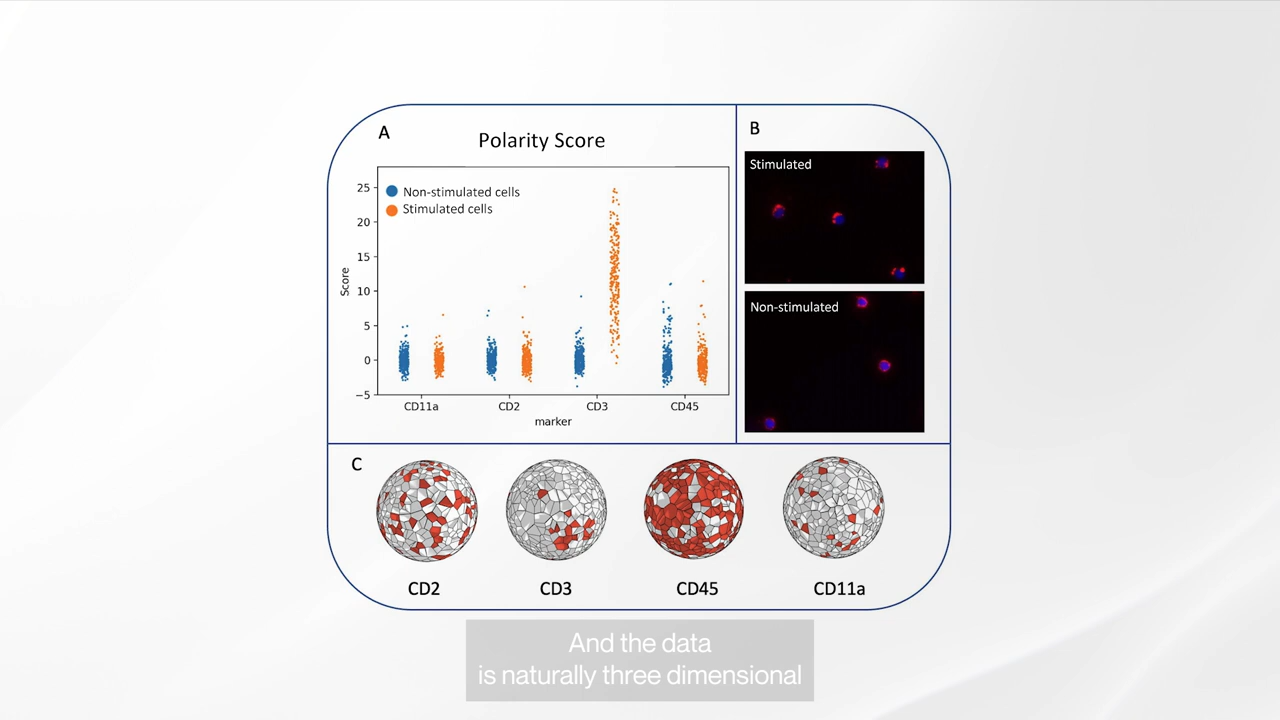 A
Polarity Score
Non-stimulated cells
Stimulated cells
25
20
15
10
5
0
−5
Score
CD11a
CD2
CD3
CD45
marker
B
Stimulated
Non-stimulated
C
CD2
CD3
CD45
CD11a
And the data
is naturally three dimensional